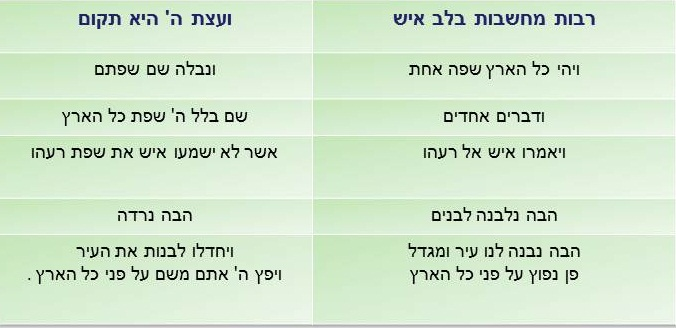 רבות מחשבות בלב איש
ועצת ה' היא תקום
ויהי כל הארץ שפה אחת
ונבלה שם שפתם
ודברים אחדים
שם בלל ה' שפת כל הארץ
ויאמרו איש אל רעהו
אשר לא ישמעו איש את שפת רעהו
הבה נלבנה לבנים
הבה נרדה
הבה נבנה לנו עיר ומגדל
פן נפוץ על פני כל הארץ
ויחדלו לבנות את העיר
ויפץ ה' אתם משם על פני כל הארץ .